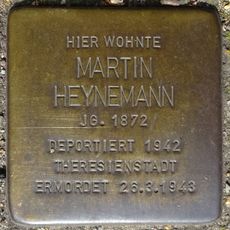 HIER WOHNTE
MARTIN
HEYNEMANN
JG. 1872
DEPORTIERT 1942
THERESIENSTADT
ERMORDET 26.3.1943